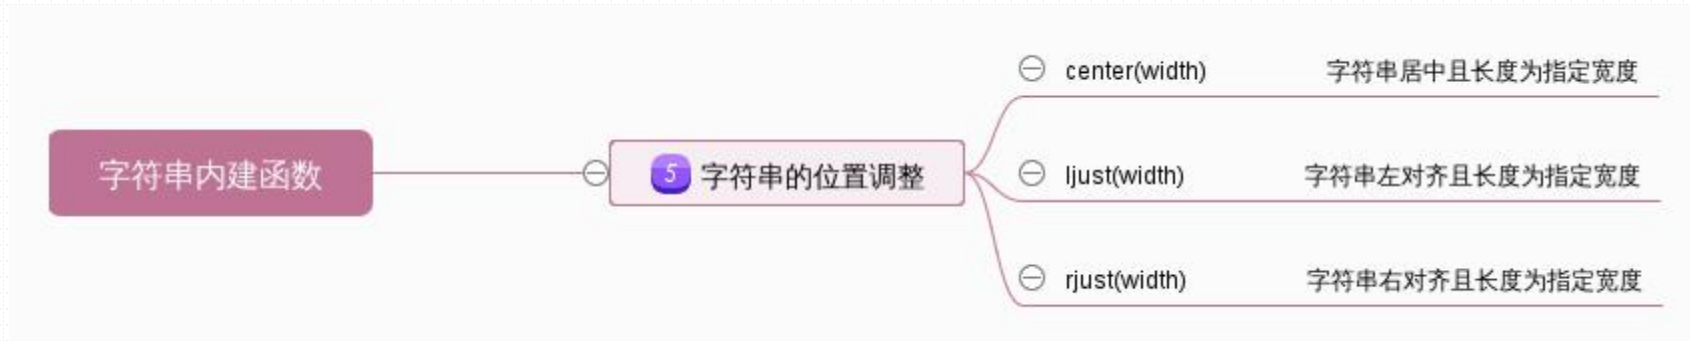 字符串内建函数
5 字符串的位置调整
center(width) 字符串居中且长度为指定宽度
ljust(width) 字符串左对齐且长度为指定宽度
rjust(width) 字符串右对齐且长度为指定宽度